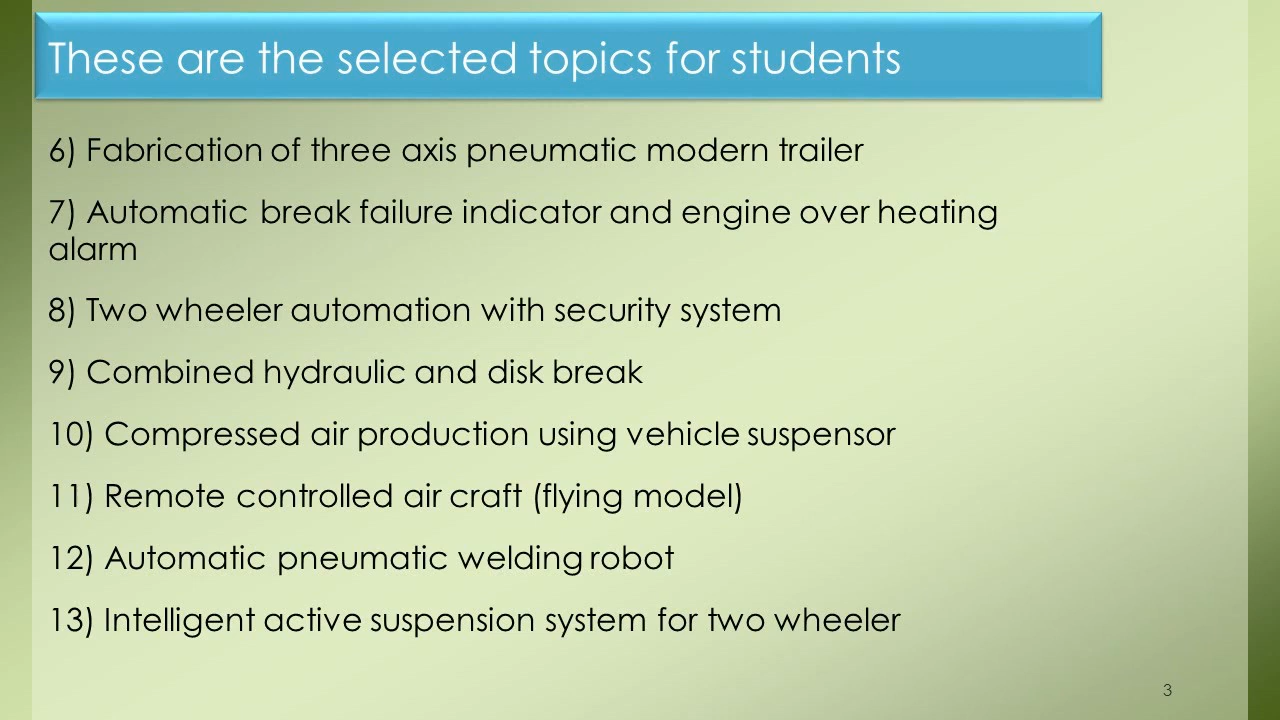 These are the selected topics for students
6) Fabrication of three axis pneumatic modern trailer
7) Automatic break failure indicator and engine over heating
alarm
8) Two wheeler automation with security system
9) Combined hydraulic and disk break
10) Compressed air production using vehicle suspensor
11) Remote controlled air craft (flying model)
12) Automatic pneumatic welding robot
13) Intelligent active suspension system for two wheeler
3